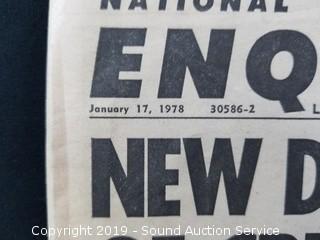 NATIONAL
ENQ
January 17, 1978 30586-2 L
NEW D
Copyright 2019 - Sound Auction Service